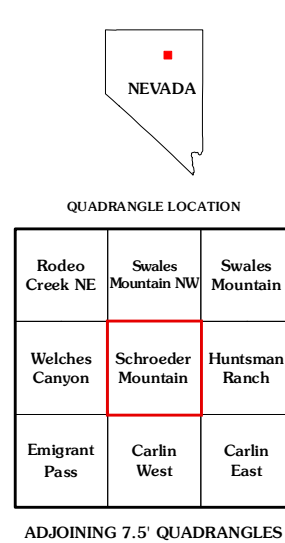 NEVADA
QUADRANGLE LOCATION
Rodeo
Creek NE
Swales
Mountain NW
Swales
Mountain
Welches
Canyon
Schroeder
Mountain
Huntsman
Ranch
Emigrant
Pass
Carlin
West
Carlin
East
ADJOINING 7.5' QUADRANGLES